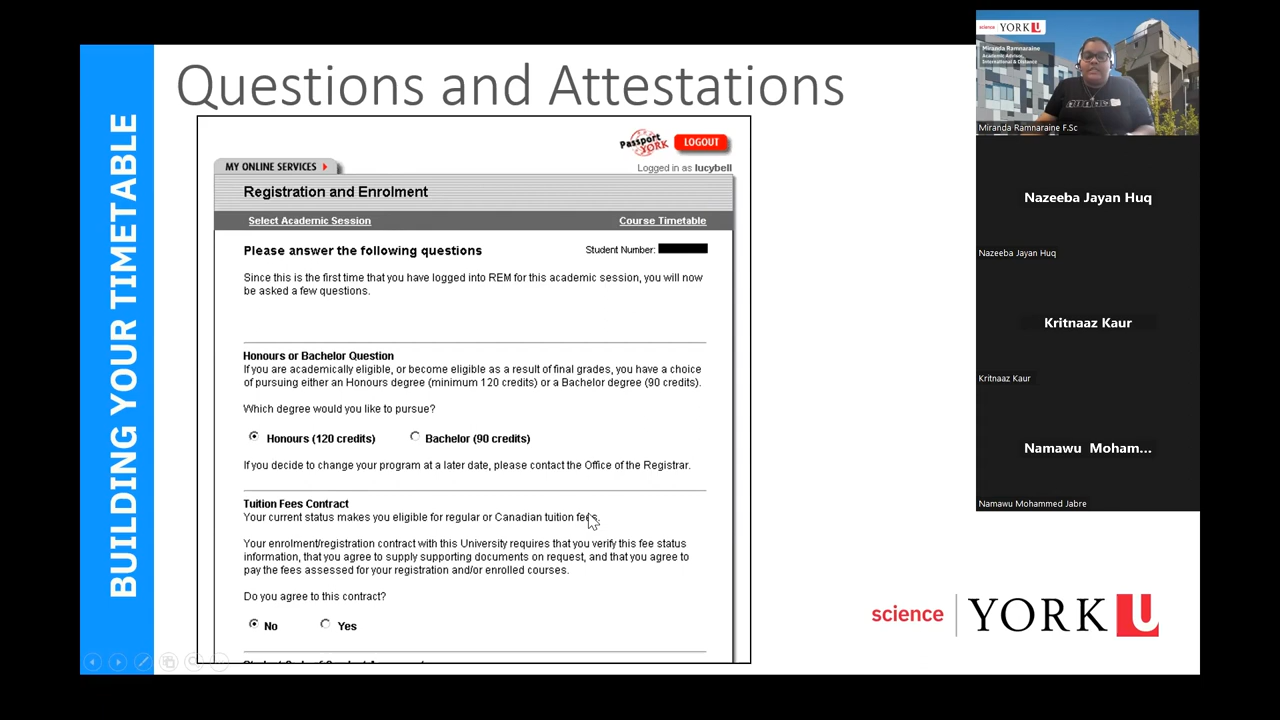 BUILDING YOUR TIMETABLE
Questions and Attestations
Passport
YORK
LOGOUT
Logged in as lucybell
MY ONLINE SERVICES
Registration and Enrolment
Select Academic Session
Course Timetable
Please answer the following questions
Student Number:
Since this is the first time that you have logged into REM for this academic session, you will now
be asked a few questions.
Honours or Bachelor Question
If you are academically eligible, or become eligible as a result of final grades, you have a choice
of pursuing either an Honours degree (minimum 120 credits) or a Bachelor degree (90 credits).
Which degree would you like to pursue?
Honours (120 credits)
Bachelor (90 credits)
If you decide to change your program at a later date, please contact the Office of the Registrar.
Tuition Fees Contract
Your current status makes you eligible for regular or Canadian tuition fees.
Your enrolment/registration contract with this University requires that you verify this fee status
information, that you agree to supply supporting documents on request, and that you agree to
pay the fees assessed for your registration and/or enrolled courses.
Do you agree to this contract?
No
Yes
science YORK U
Miranda Ramnaraine
Academic Advisor,
International & Distance
Miranda Ramnaraine F.Sc
Nazeeba Jayan Huq
Nazeeba Jayan Huq
Kritnaaz Kaur
Kritnaaz Kaur
Namawu Moham...
Namawu Mohammed Jabre
science YORK U